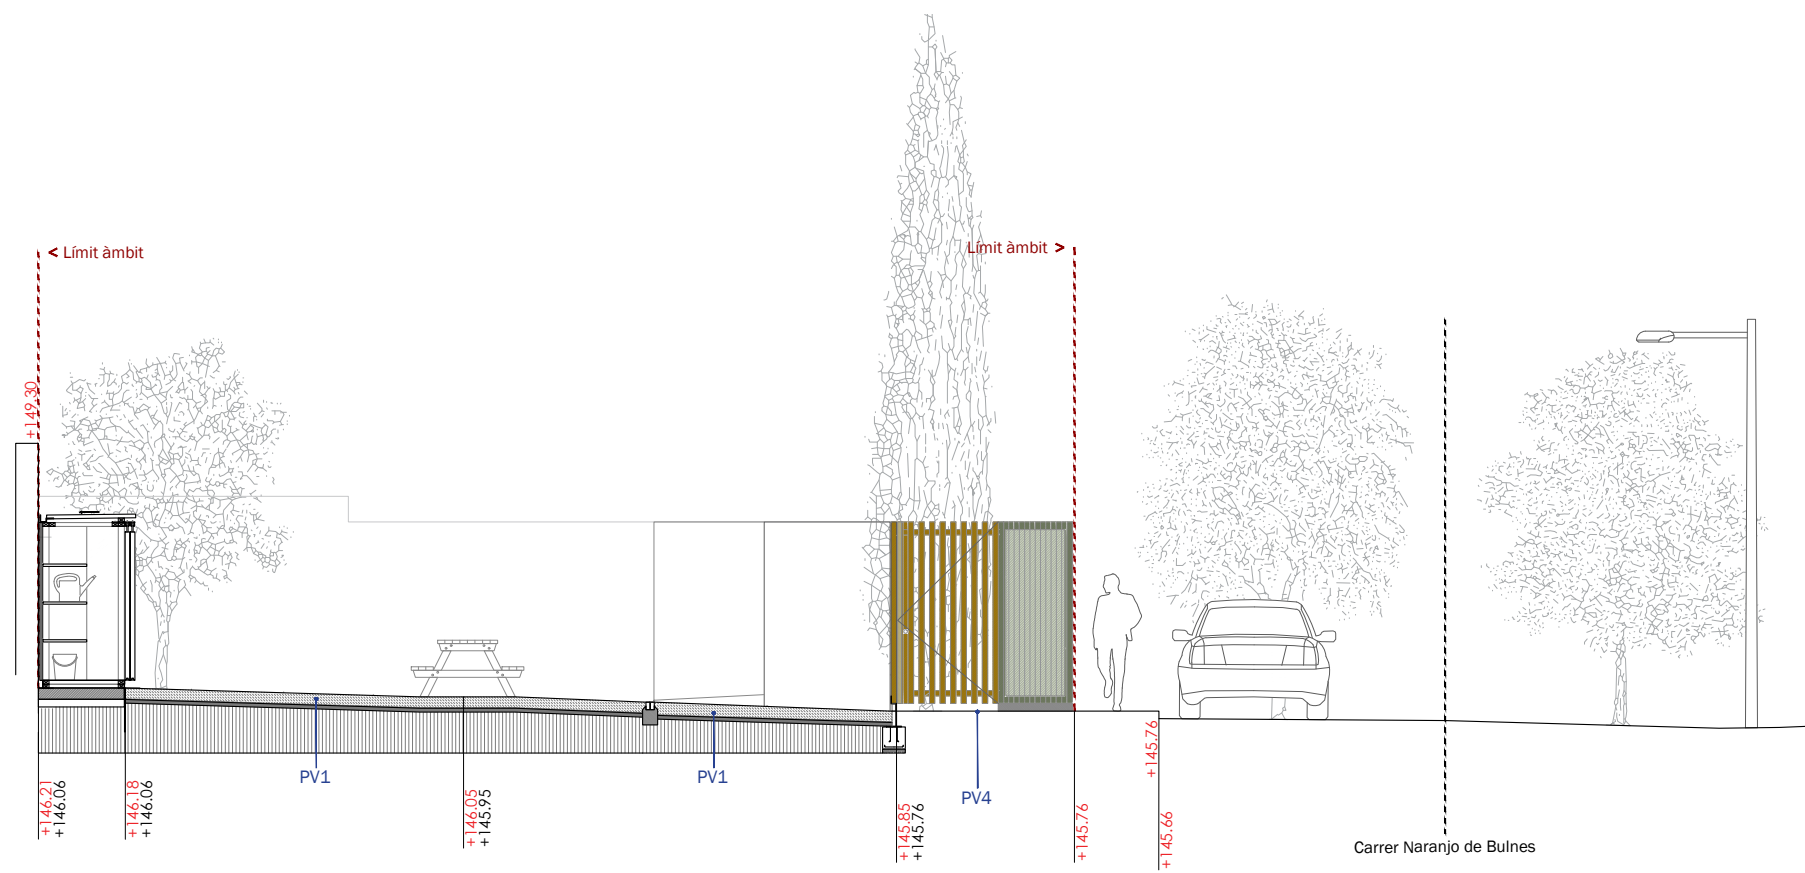 < Límit àmbit
Límit àmbit >
+149.30
PV1
PV1
PV4
+146.21
+146.06
+146.18
+146.06
+146.05
+145.95
+145.85
+145.76
+145.76
+145.76
+145.66
Carrer Naranjo de Bulnes